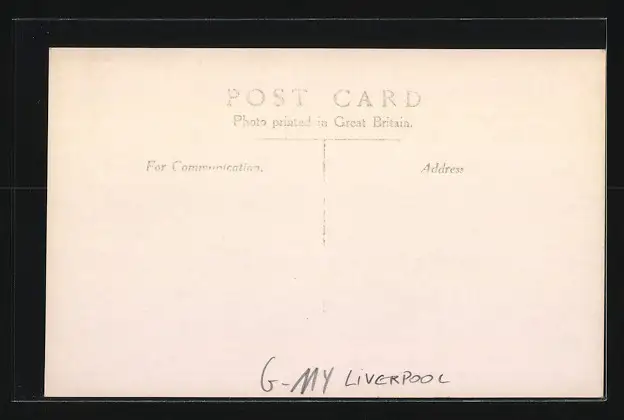 POST CARD
Photo printed in Great Britain.
For Communication.
Address
G-MY LIVERPOOL